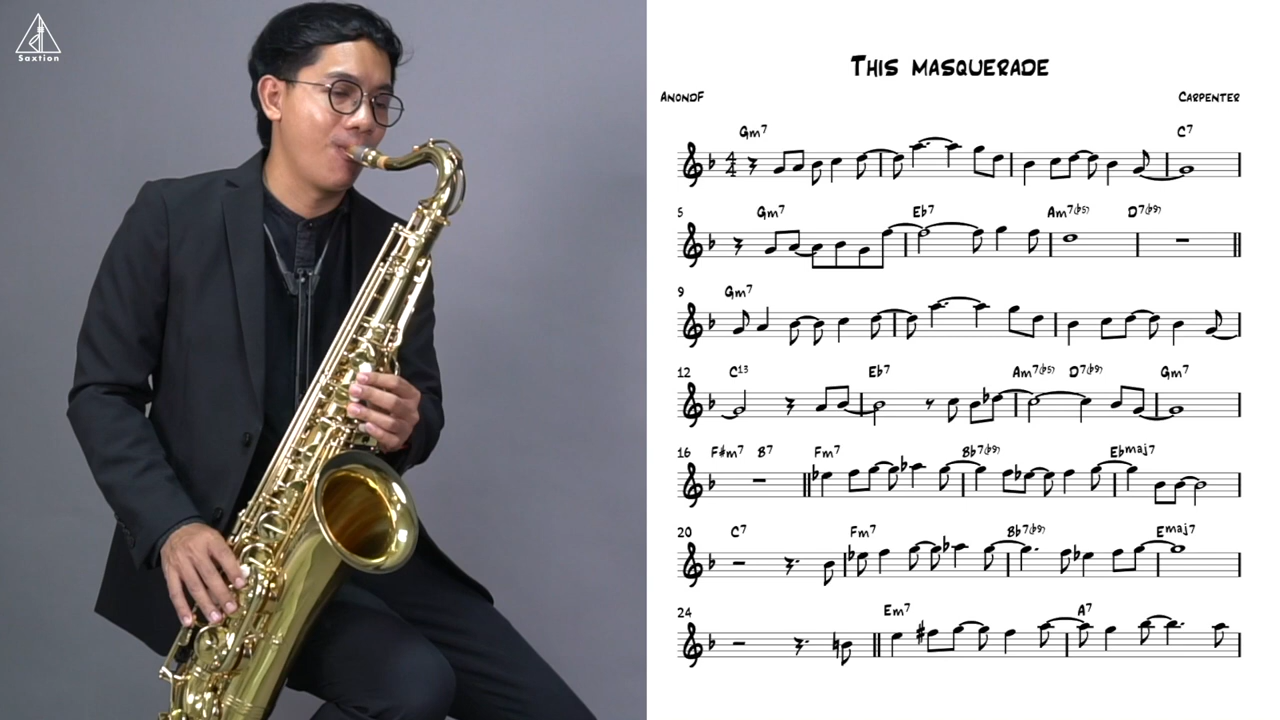 Saxtion
THIS MASQUERADE
ANONDF CARPENTER
Gm7 C7
4
4
5 Gm7 Eb7 Am7(b5) D7(b9)
9 Gm7
12 C13 Eb7 Am7(b5) D7(b9) Gm7
16 F#m7 B7 Fm7 Bb7(b9) Ebmaj7
20 C7 Fm7 Bb7(b9) Emaj7
24 Em7 A7